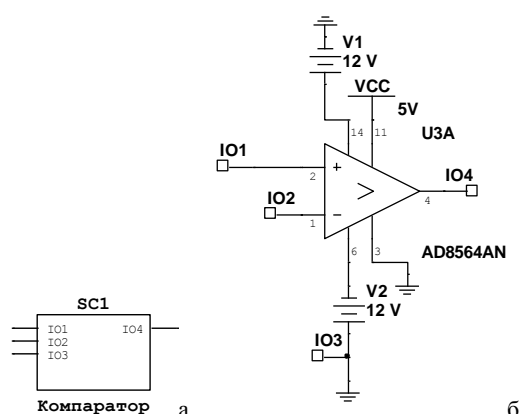 V1
12 V
VCC
5V
14
11
U3A
IO1
2
+
>
IO4
4
IO2
1
−
6
3
AD8564AN
V2
12 V
IO3
SC1
IO1
IO4
IO2
IO3
Компаратор
а
б